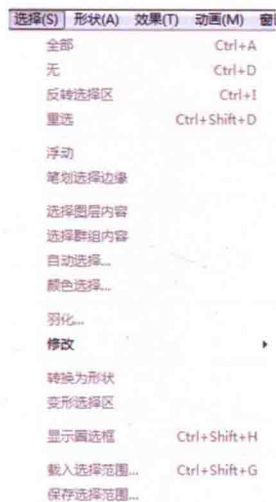 选择(S) 形状(A) 效果(T) 动画(M)
全部 Ctrl+A
无 Ctrl+D
反转选择区 Ctrl+I
重选 Ctrl+Shift+D
浮动
笔划选择边缘
选择图层内容
选择群组内容
自动选择...
颜色选择...
羽化...
修改
转换为形状
变形选择区
显示圈选框 Ctrl+Shift+H
载入选择范围... Ctrl+Shift+G
保存选择范围...